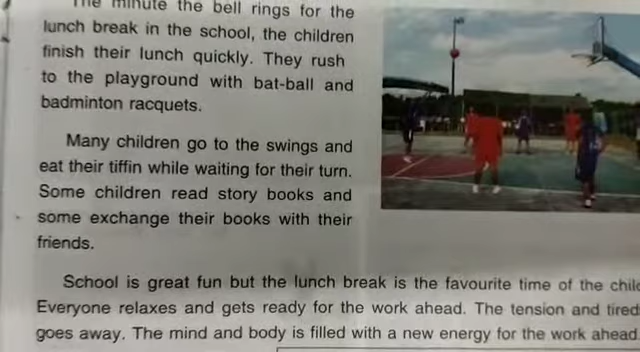 The minute the bell rings for the
lunch break in the school, the children
finish their lunch quickly. They rush
to the playground with bat-ball and
badminton racquets.
Many children go to the swings and
eat their tiffin while waiting for their turn.
Some children read story books and
some exchange their books with their
friends.
School is great fun but the lunch break is the favourite time of the
Everyone relaxes and gets ready for the work ahead. The tension and tired
goes away. The mind and body is filled with a new energy for the work ahead